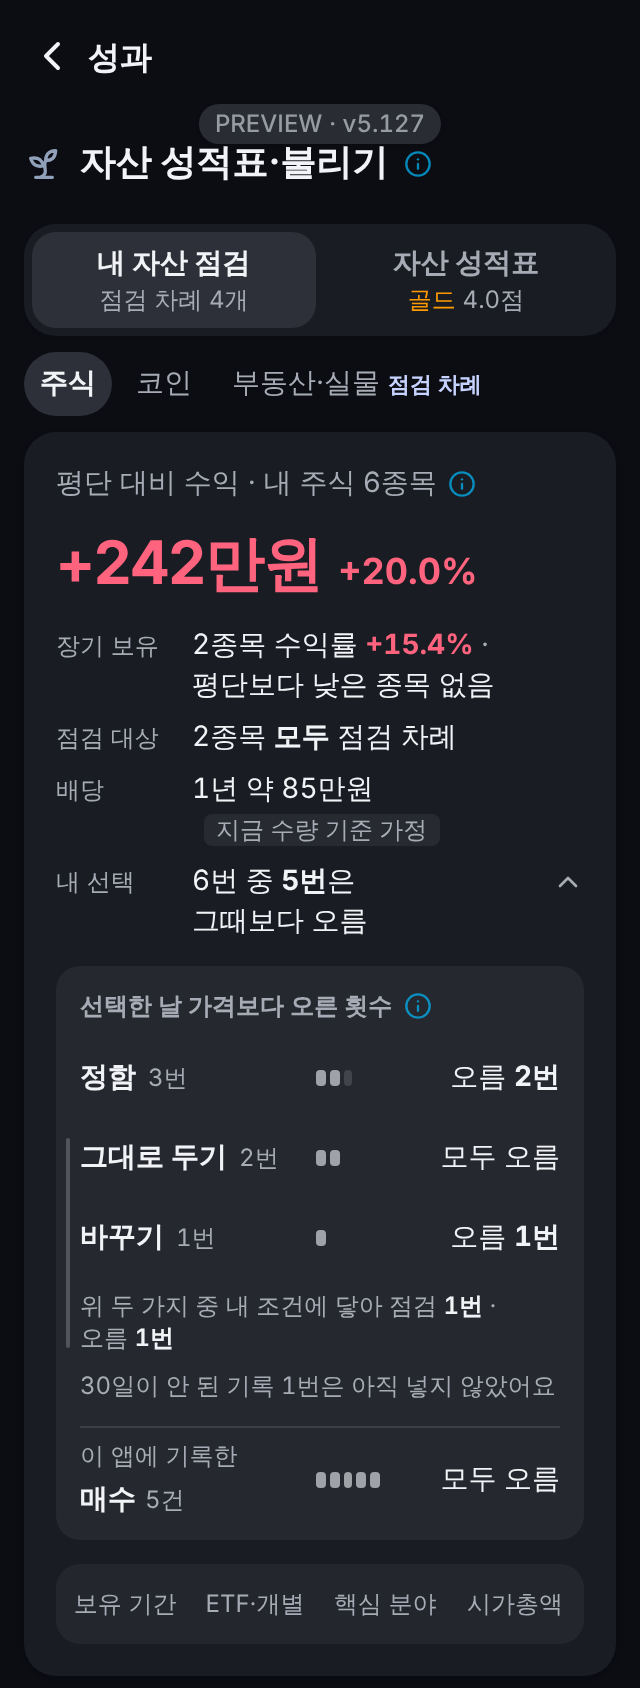 성과
PREVIEW · v5.127
자산 성적표·불리기
내 자산 점검
점검 차례 4개
자산 성적표
골드 4.0점
주식 코인 부동산·실물 점검 차례
평단 대비 수익 · 내 주식 6종목
+242만원 +20.0%
장기 보유 2종목 수익률 +15.4% ·
평단보다 낮은 종목 없음
점검 대상 2종목 모두 점검 차례
배당 1년 약 85만원
지금 수량 기준 가정
내 선택 6번 중 5번은
그때보다 오름
선택한 날 가격보다 오른 횟수
정함 3번 오름 2번
그대로 두기 2번 모두 오름
바꾸기 1번 오름 1번
위 두 가지 중 내 조건에 닿아 점검 1번 ·
오름 1번
30일이 안 된 기록 1번은 아직 넣지 않았어요
이 앱에 기록한
매수 5건 모두 오름
보유 기간 ETF·개별 핵심 분야 시가총액